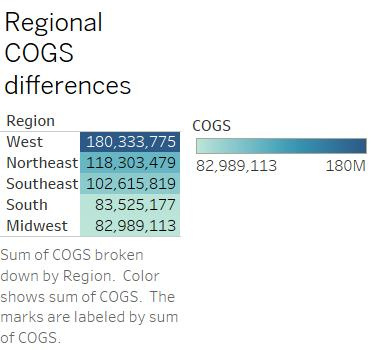 Regional
COGS
differences
Region
West 180,333,775
Northeast 118,303,479
Southeast 102,615,819
South 83,525,177
Midwest 82,989,113
COGS
82,989,113 180M
Sum of COGS broken
down by Region. Color
shows sum of COGS. The
marks are labeled by sum
of COGS.